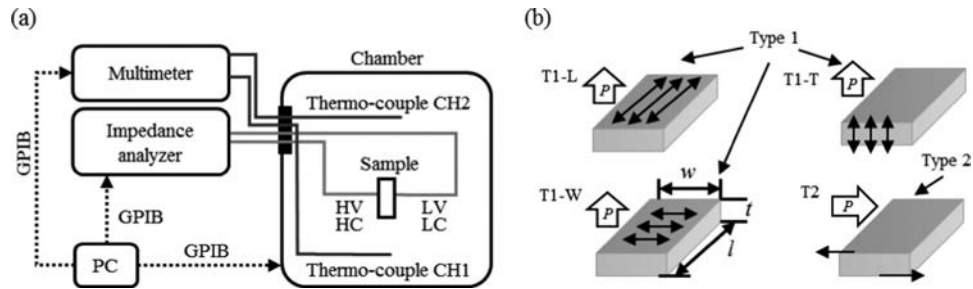 (a)
Multimeter
Impedance
analyzer
PC
GPIB
GPIB
GPIB
Chamber
Thermo-couple CH2
Sample
HV
HC
LV
LC
Thermo-couple CH1
(b)
Type 1
T1-L
P
T1-T
P
T1-W
P
w
t
l
Type 2
T2
P